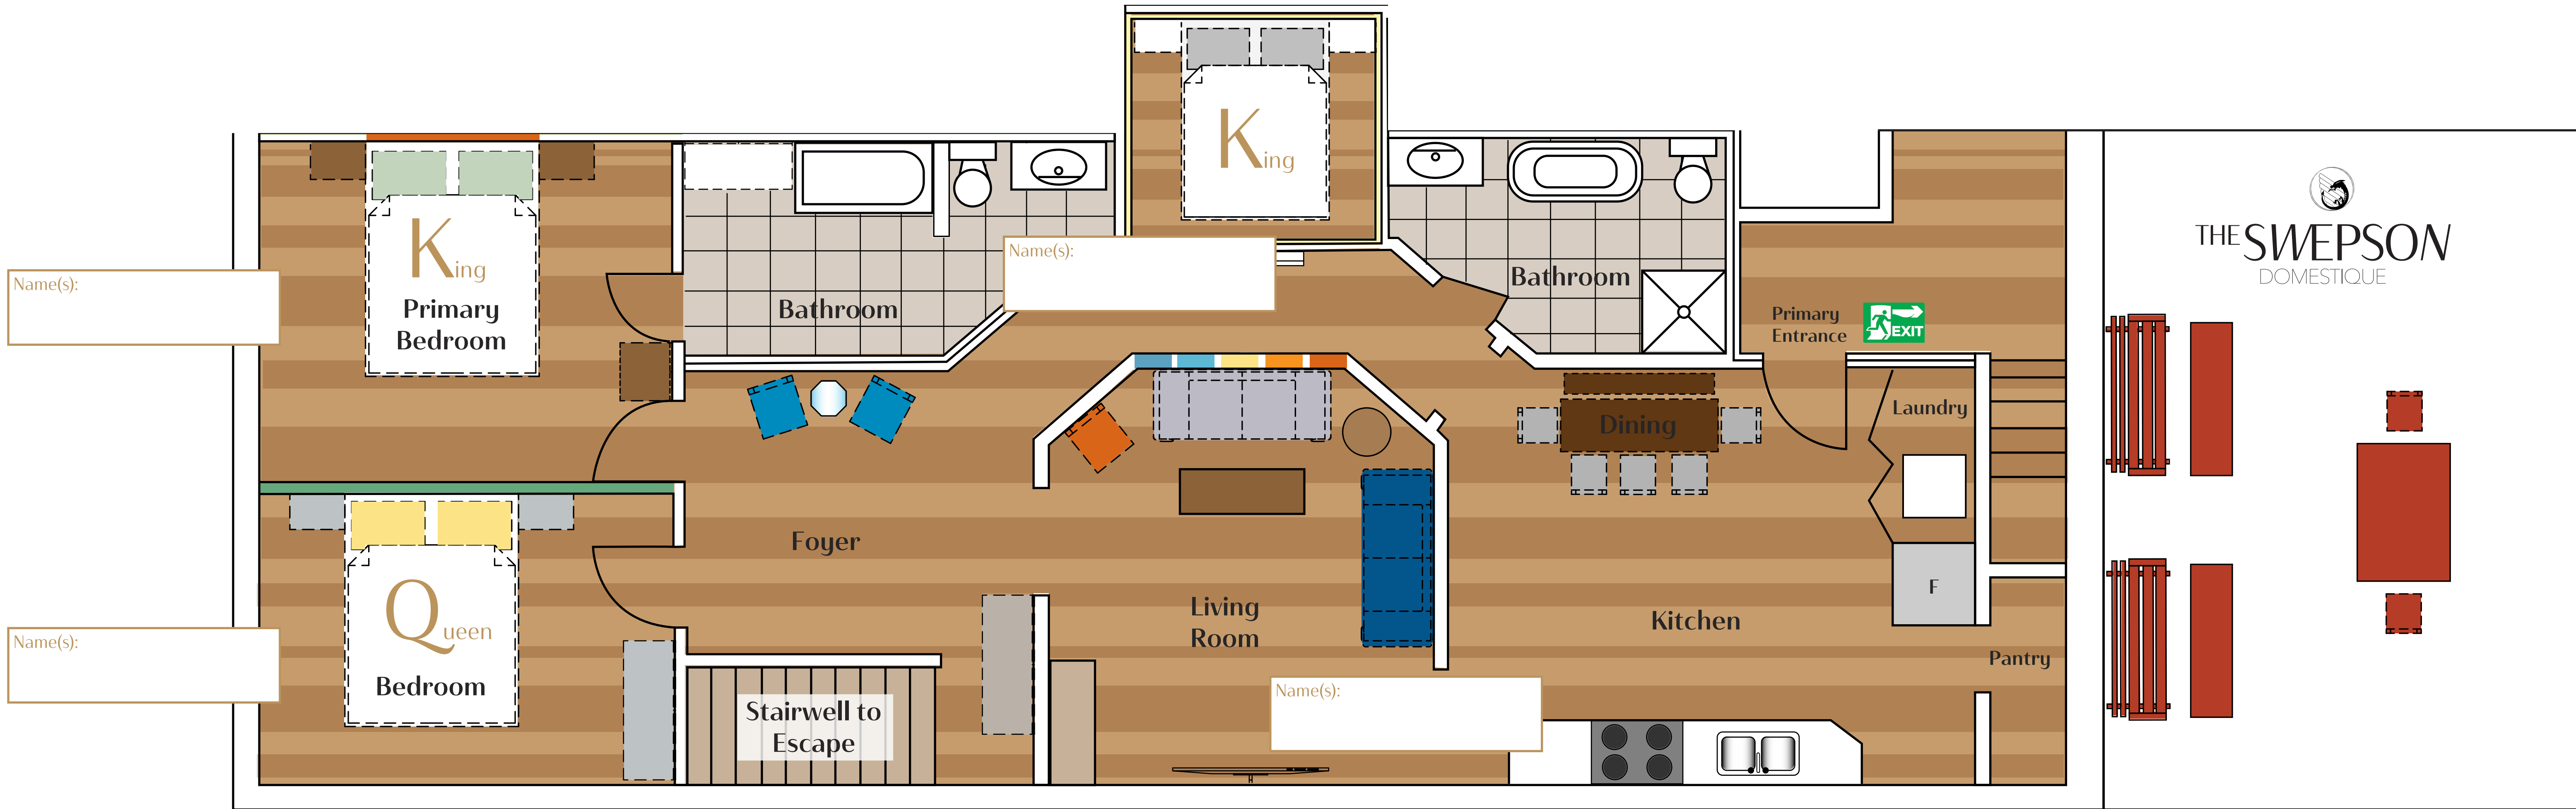 King
Primary
Bedroom
Name(s):
Queen
Bedroom
Name(s):
Bathroom
King
Name(s):
Bathroom
Foyer
Stairwell to
Escape
Living
Room
Name(s):
Dining
Kitchen
Primary
Entrance
EXIT
Laundry
F
Pantry
THE SWEPSON
DOMESTIQUE